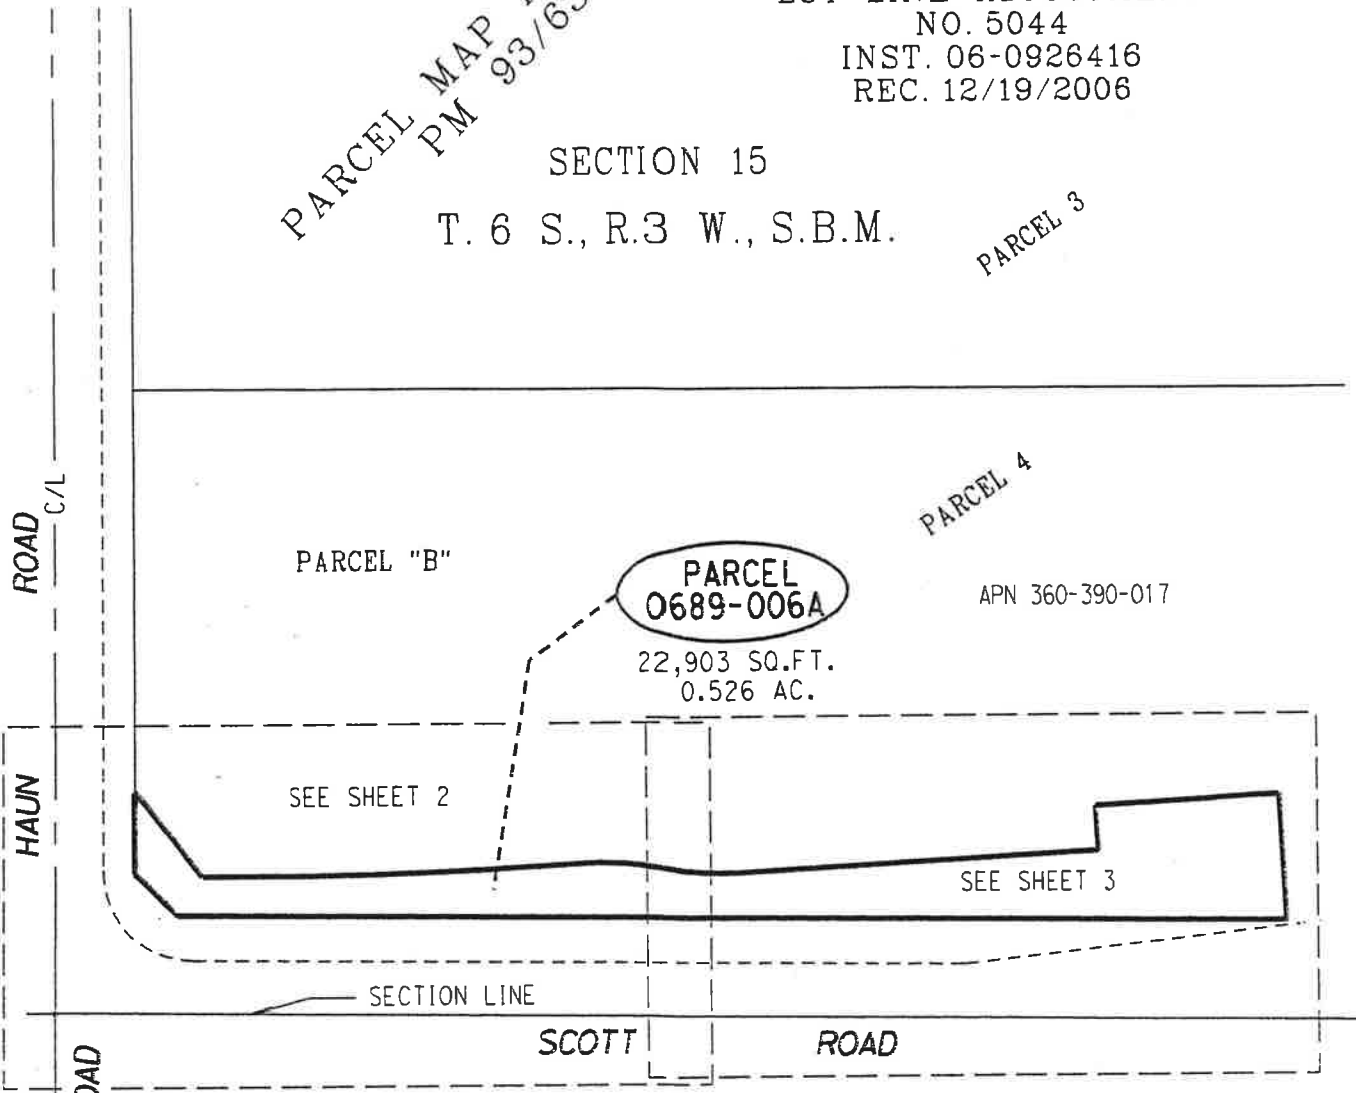 NO. 5044
INST. 06-0926416
REC. 12/19/2006
PARCEL MAP
PM 93/63
SECTION 15
T. 6 S., R.3 W., S.B.M.
PARCEL 3
ROAD
C/L
PARCEL 4
PARCEL "B"
PARCEL
0689-006A
APN 360-390-017
22,903 SQ.FT.
0.526 AC.
HAUN
SEE SHEET 2
SEE SHEET 3
SECTION LINE
SCOTT ROAD